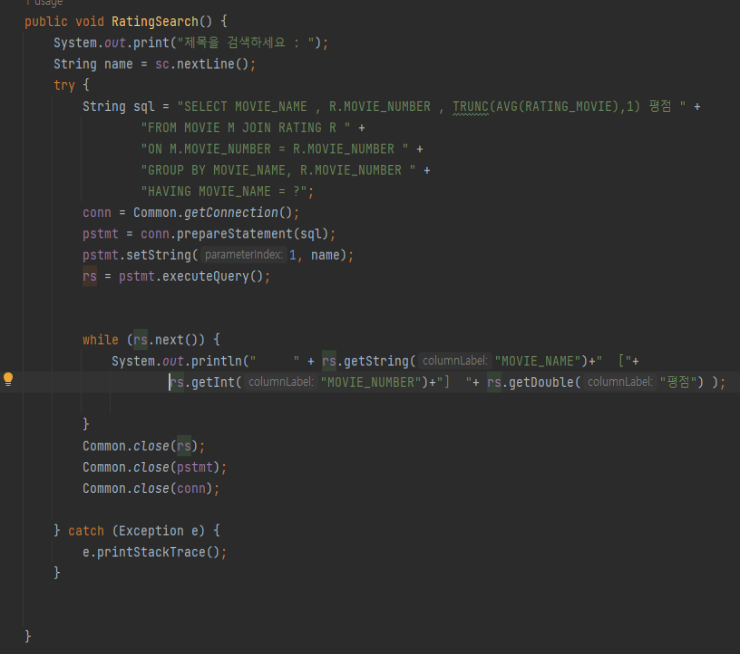 1 usage
public void RatingSearch() {
System.out.print("제목을 검색하세요 : ");
String name = sc.nextLine();
try {
String sql = "SELECT MOVIE_NAME , R.MOVIE_NUMBER , TRUNC(AVG(RATING_MOVIE),1) 평점 " +
"FROM MOVIE M JOIN RATING R " +
"ON M.MOVIE_NUMBER = R.MOVIE_NUMBER " +
"GROUP BY MOVIE_NAME, R.MOVIE_NUMBER " +
"HAVING MOVIE_NAME = ?";
conn = Common.getConnection();
pstmt = conn.prepareStatement(sql);
pstmt.setString( parameterIndex: 1, name);
rs = pstmt.executeQuery();
while (rs.next()) {
System.out.println("     " + rs.getString( columnLabel: "MOVIE_NAME")+"  ["+
rs.getInt( columnLabel: "MOVIE_NUMBER")+"]  "+ rs.getDouble( columnLabel: "평점") );
}
Common.close(rs);
Common.close(pstmt);
Common.close(conn);
} catch (Exception e) {
e.printStackTrace();
}
}